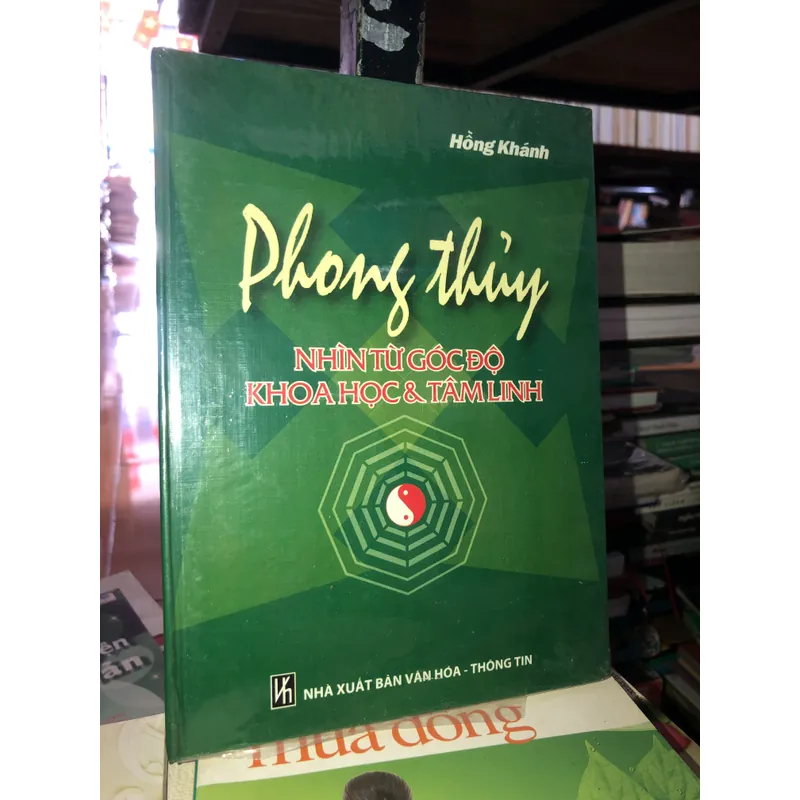 Hồng Khánh
Phong thủy
NHÌN TỪ GÓC ĐỘ
KHOA HỌC & TÂM LINH
NHÀ XUẤT BẢN VĂN HÓA - THÔNG TIN
mùa đông